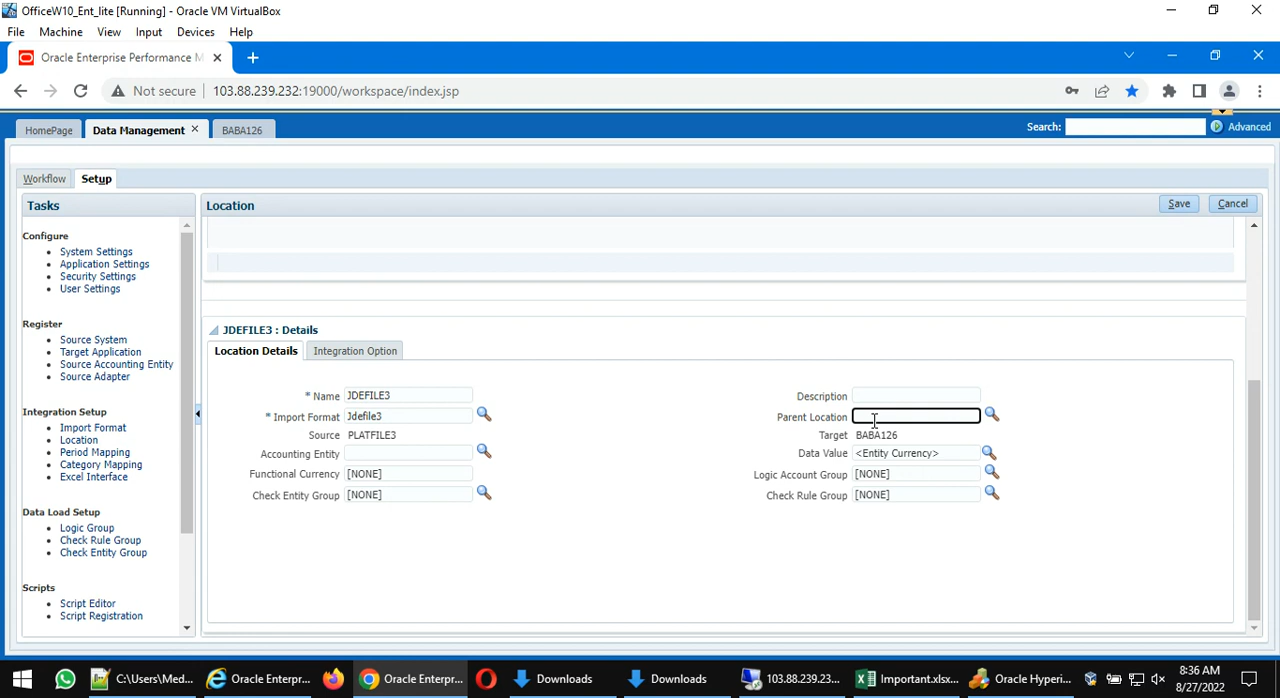 OfficeW10_Ent_lite [Running] - Oracle VM VirtualBox
File Machine View Input Devices Help
Oracle Enterprise Performance M
Not secure 103.88.239.232:19000/workspace/index.jsp
HomePage Data Management BABA126 Search: Advanced
Workflow Setup
Tasks Location Save Cancel
Configure
System Settings
Application Settings
Security Settings
User Settings
Register
Source System
Target Application
Source Accounting Entity
Source Adapter
Integration Setup
Import Format
Location
Period Mapping
Category Mapping
Excel Interface
Data Load Setup
Logic Group
Check Rule Group
Check Entity Group
Scripts
Script Editor
Script Registration
JDEFILE3 : Details
Location Details Integration Option
* Name JDEFILE3 Description
* Import Format Jdefile3 Parent Location
Source PLATFILE3 Target BABA126
Accounting Entity Data Value <Entity Currency>
Functional Currency [NONE] Logic Account Group [NONE]
Check Entity Group [NONE] Check Rule Group [NONE]
C:\Users\Med... Oracle Enterpr... Oracle Enterpr... Downloads Downloads 103.88.239.23... Important.xlsx... Oracle Hyperi... 8:36 AM
8/27/2022